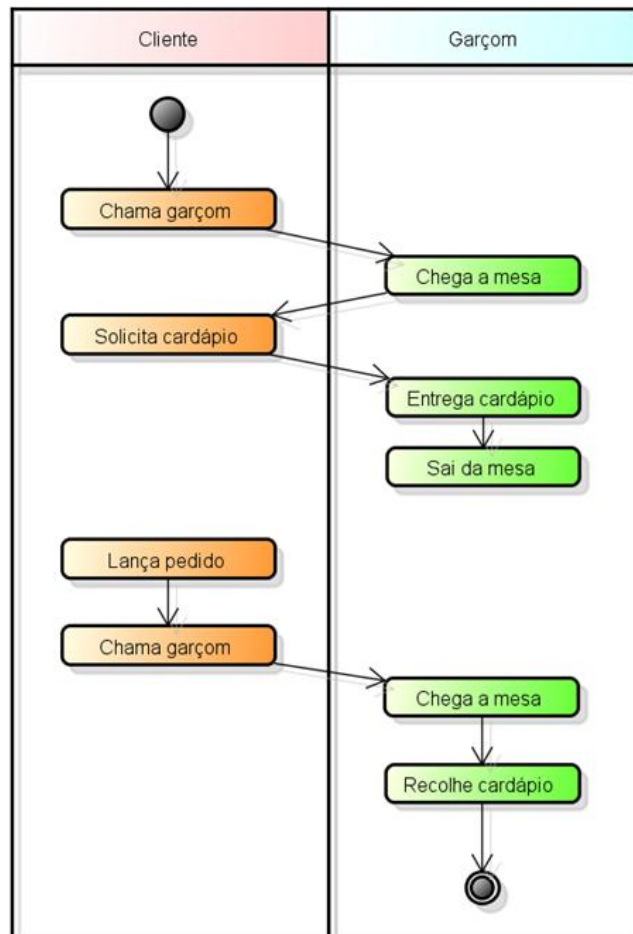 Cliente
Garçom
Chama garçom
Chega a mesa
Solicita cardápio
Entrega cardápio
Sai da mesa
Lança pedido
Chama garçom
Chega a mesa
Recolhe cardápio